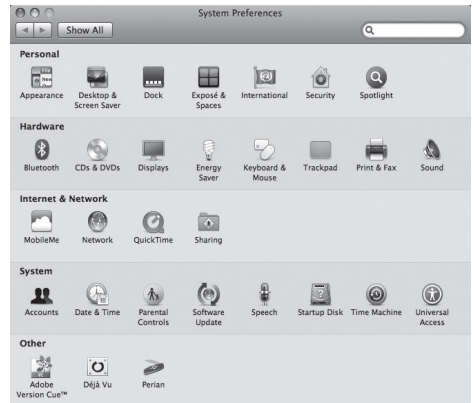 System Preferences
Show All
Personal
Appearance
Desktop &
Screen Saver
Dock
Exposé &
Spaces
International
Security
Spotlight
Hardware
Bluetooth
CDs & DVDs
Displays
Energy
Saver
Keyboard &
Mouse
Trackpad
Print & Fax
Sound
Internet & Network
MobileMe
Network
QuickTime
Sharing
System
Accounts
Date & Time
Parental
Controls
Software
Update
Speech
Startup Disk
Time Machine
Universal
Access
Other
Adobe
Version Cue™
Déjà Vu
Perian